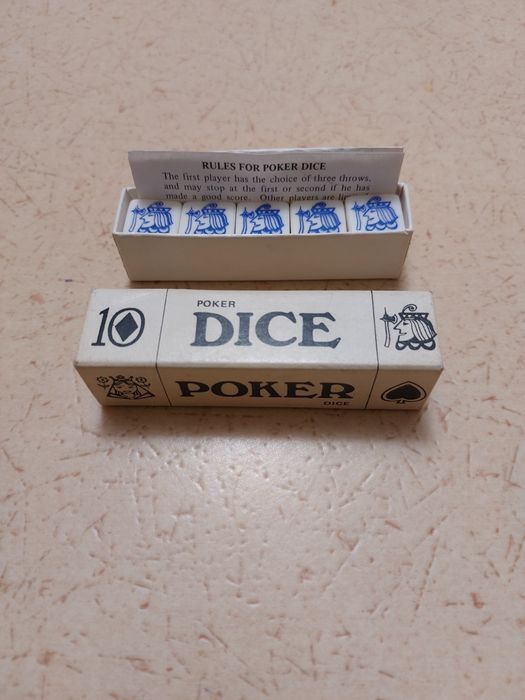 RULES FOR POKER DICE
The first player has the choice of three throws,
and may stop at the first or second if he has
made a good score. Other players are
10
POKER
DICE
POKER
DICE